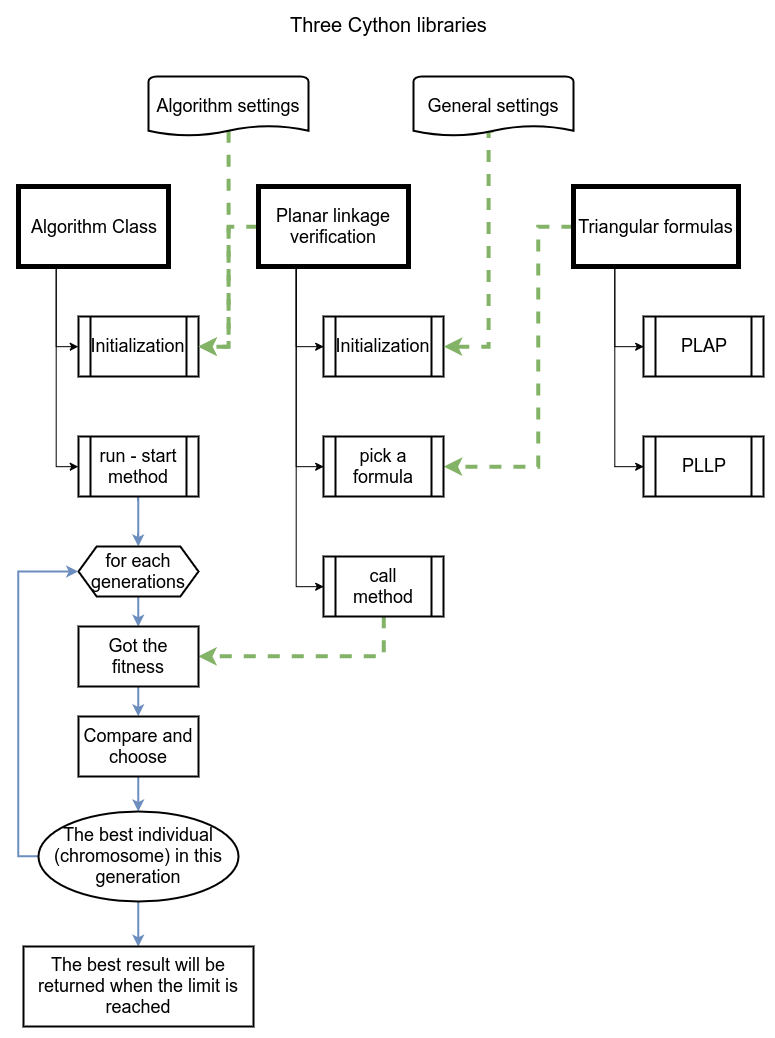 Three Cython libraries
Algorithm settings
General settings
Algorithm Class
Planar linkage
verification
Triangular formulas
Initialization
Initialization
PLAP
run - start
method
pick a
formula
PLLP
for each
generations
call
method
Got the
fitness
Compare and
choose
The best individual
(chromosome) in this
generation
The best result will be
returned when the limit is
reached